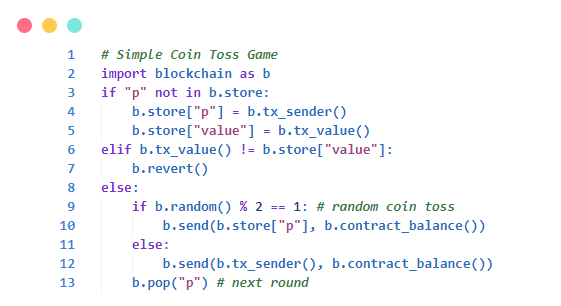 1 # Simple Coin Toss Game
2 import blockchain as b
3 if "p" not in b.store:
4     b.store["p"] = b.tx_sender()
5     b.store["value"] = b.tx_value()
6 elif b.tx_value() != b.store["value"]:
7     b.revert()
8 else:
9     if b.random() % 2 == 1: # random coin toss
10         b.send(b.store["p"], b.contract_balance())
11     else:
12         b.send(b.tx_sender(), b.contract_balance())
13     b.pop("p") # next round